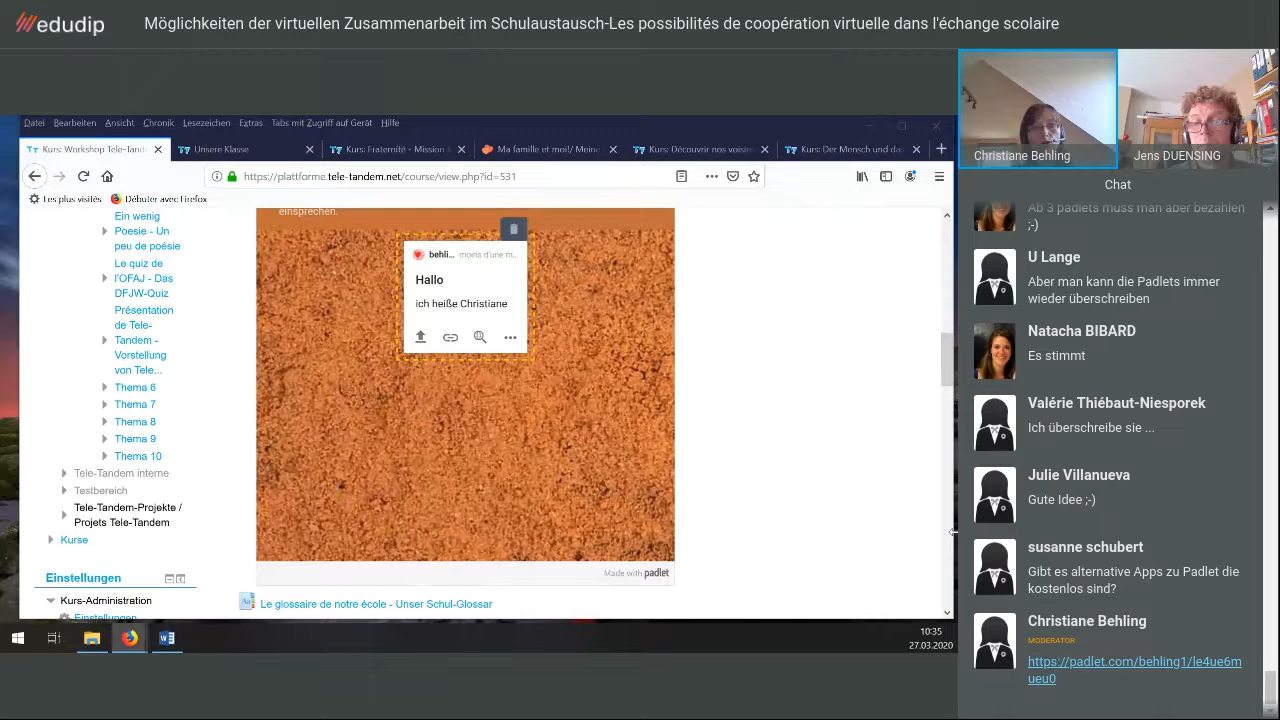 edudip
Möglichkeiten der virtuellen Zusammenarbeit im Schulaustausch-Les possibilités de coopération virtuelle dans l'échange scolaire
Datei Bearbeiten Ansicht Chronik Lesezeichen Extras Tabs mit Zugriff auf Gerät Hilfe
Kurs: Workshop Tele-Tand
Unsere Klasse
Kurs: Fraternité - Mission M
Ma famille et moi!/ Meine
Kurs: Découvrir nos voisins
Kurs: Der Mensch und das
https://plattforme.tele-tandem.net/course/view.php?id=531
Les plus visités
Débuter avec Firefox
Ein wenig
Poesie - Un
peu de poésie
Le quiz de
l'OFAJ - Das
DFJW-Quiz
Présentation
de Tele-
Tandem -
Vorstellung
von Tele...
Thema 6
Thema 7
Thema 8
Thema 9
Thema 10
Tele-Tandem interne
Testbereich
Tele-Tandem-Projekte /
Projets Tele-Tandem
Kurse
Einstellungen
Kurs-Administration
Einstellungen
einsprechen.
behli... moins d'une m...
Hallo
ich heiße Christiane
Made with padlet
Le glossaire de notre école - Unser Schul-Glossar
10:35
27.03.2020
Christiane Behling
Jens DUENSING
Chat
Ab 3 padlets muss man aber bezahlen
;-)
U Lange
Aber man kann die Padlets immer
wieder überschreiben
Natacha BIBARD
Es stimmt
Valérie Thiébaut-Niesporek
Ich überschreibe sie ...
Julie Villanueva
Gute Idee ;-)
susanne schubert
Gibt es alternative Apps zu Padlet die
kostenlos sind?
Christiane Behling
MODERATOR
https://padlet.com/behling1/le4ue6m
ueu0